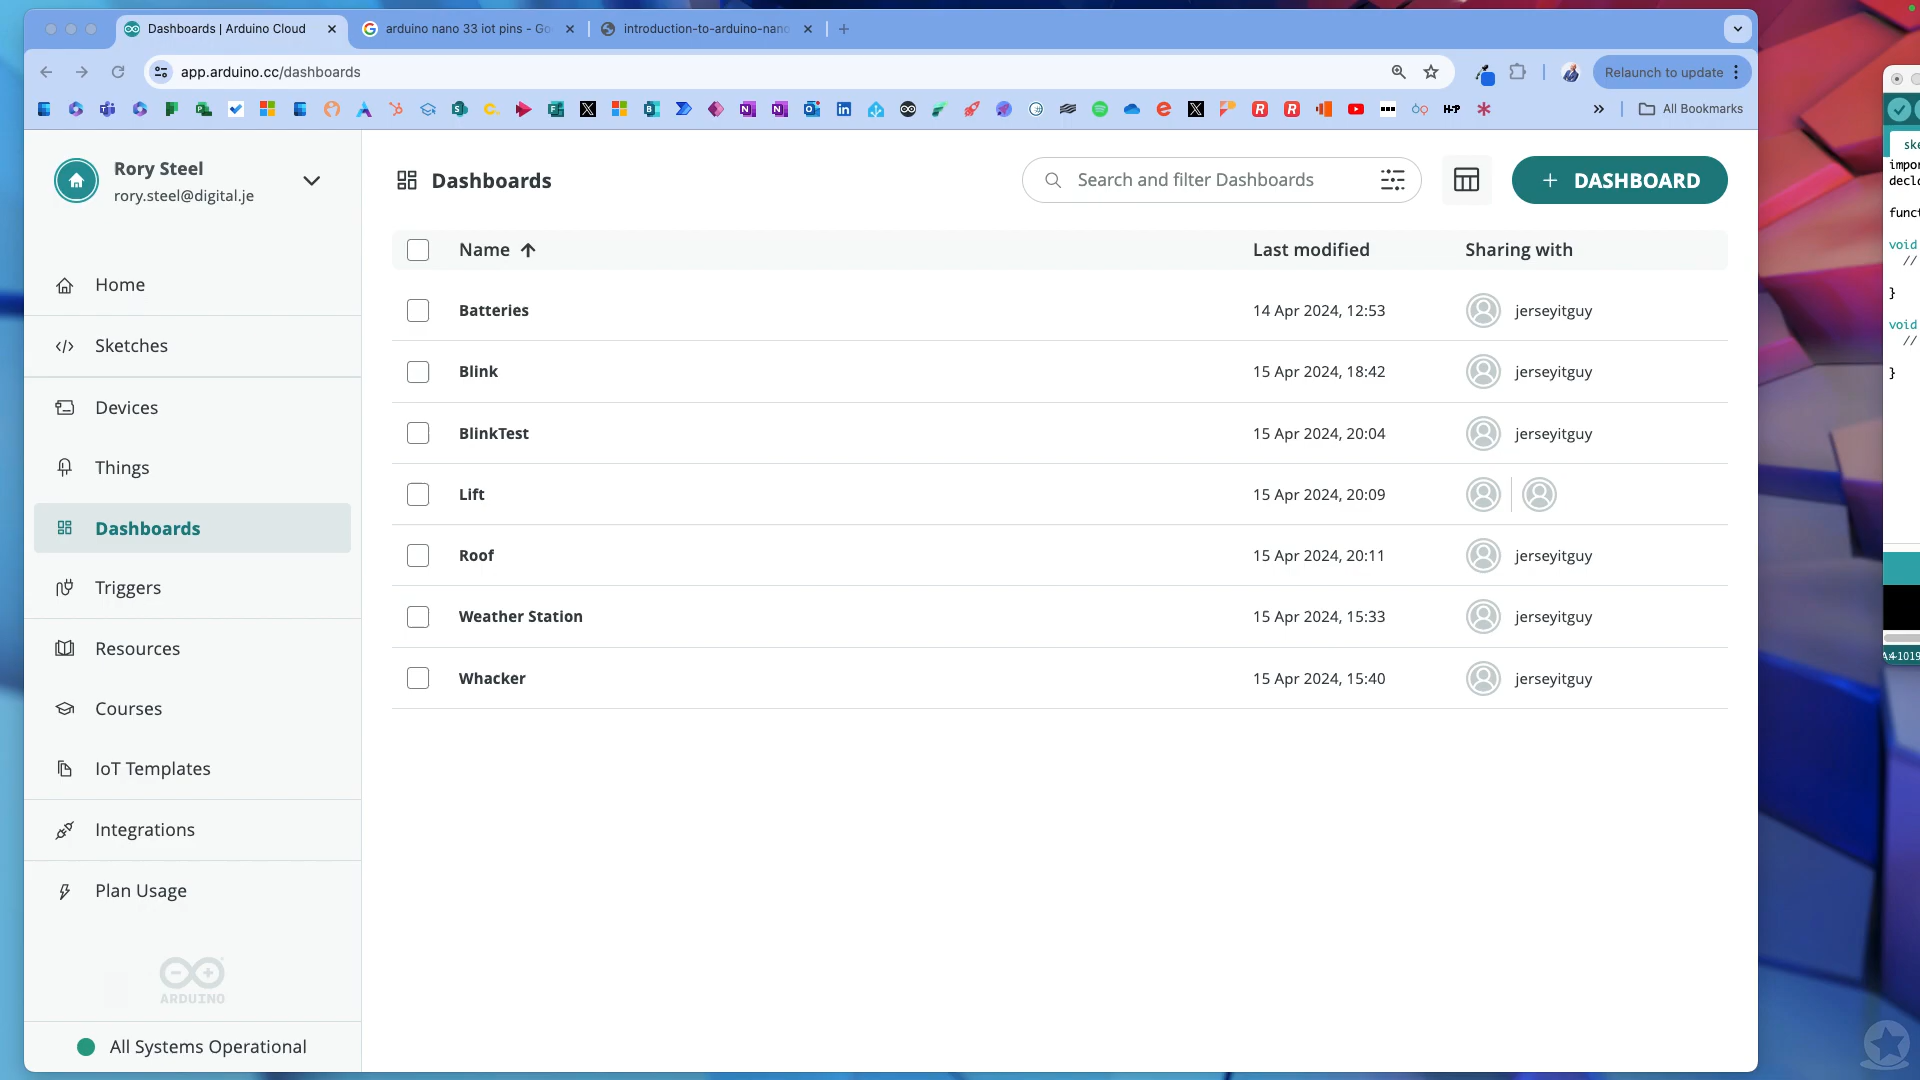 Dashboards | Arduino Cloud
arduino nano 33 iot pins - Go
introduction-to-arduino-nano
app.arduino.cc/dashboards
Relaunch to update
All Bookmarks
Rory Steel
rory.steel@digital.je
Home
Sketches
Devices
Things
Dashboards
Triggers
Resources
Courses
IoT Templates
Integrations
Plan Usage
ARDUINO
All Systems Operational
Dashboards
Search and filter Dashboards
+ DASHBOARD
Name Last modified Sharing with
Batteries 14 Apr 2024, 12:53 jerseyitguy
Blink 15 Apr 2024, 18:42 jerseyitguy
BlinkTest 15 Apr 2024, 20:04 jerseyitguy
Lift 15 Apr 2024, 20:09
Roof 15 Apr 2024, 20:11 jerseyitguy
Weather Station 15 Apr 2024, 15:33 jerseyitguy
Whacker 15 Apr 2024, 15:40 jerseyitguy
ske
impor
decla
funct
void
//
}
void
//
}